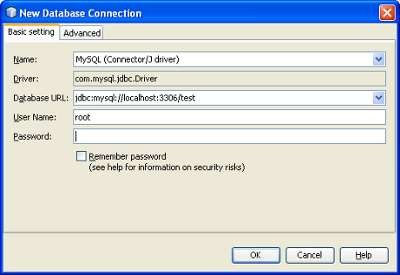 New Database Connection
Basic setting Advanced
Name: MySQL (Connector/J driver)
Driver: com.mysql.jdbc.Driver
Database URL: jdbc:mysql://localhost:3306/test
User Name: root
Password:
Remember password
(see help for information on security risks)
OK Cancel Help